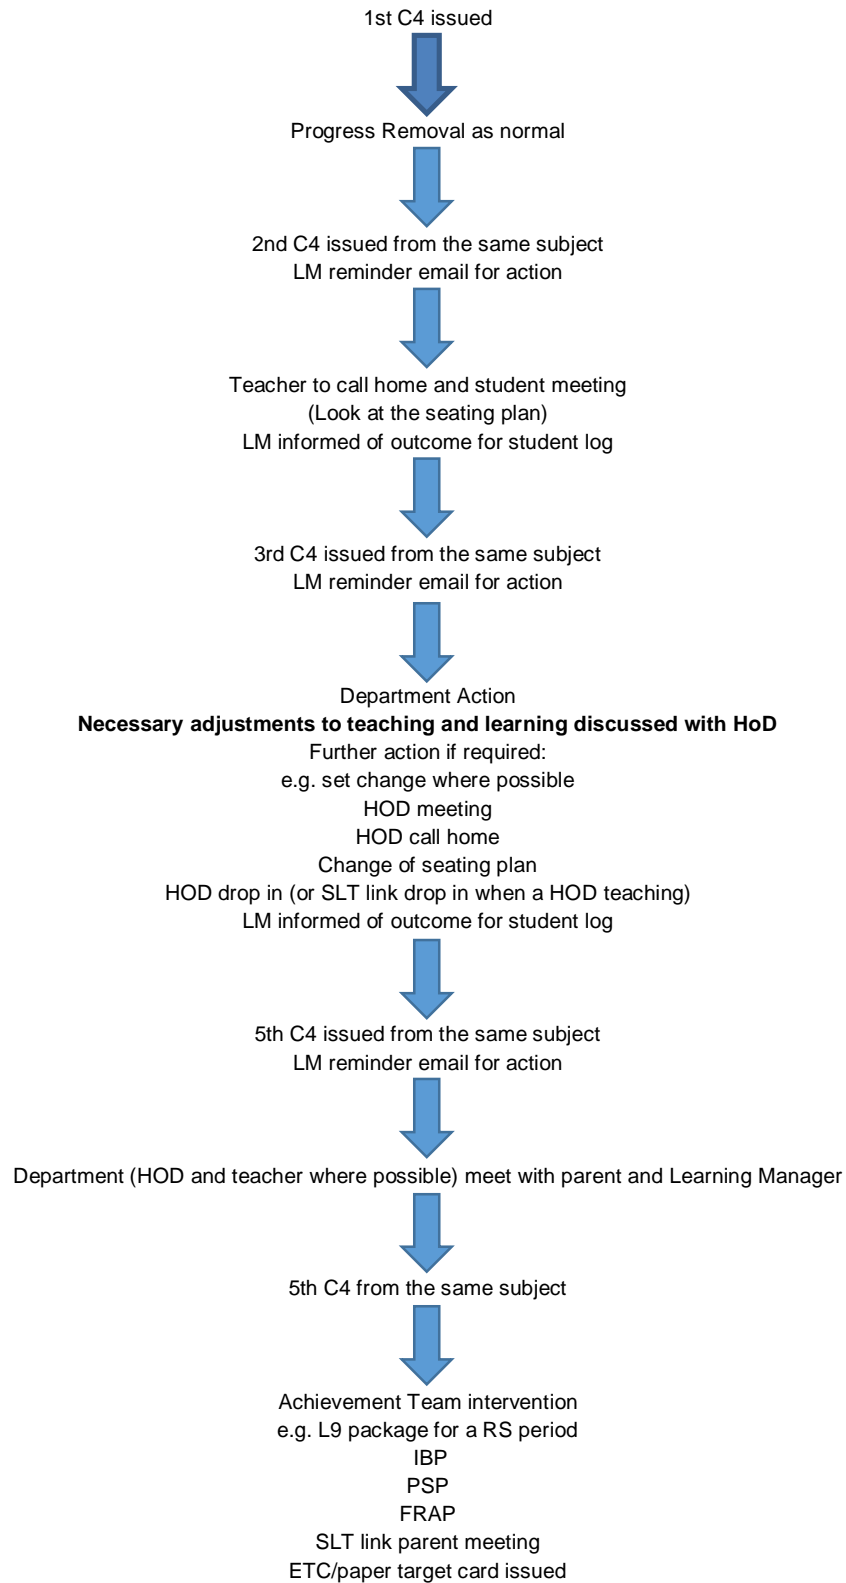 1st C4 issued
Progress Removal as normal
2nd C4 issued from the same subject
LM reminder email for action
Teacher to call home and student meeting
(Look at the seating plan)
LM informed of outcome for student log
3rd C4 issued from the same subject
LM reminder email for action
Department Action
Necessary adjustments to teaching and learning discussed with HoD
Further action if required:
e.g. set change where possible
HOD meeting
HOD call home
Change of seating plan
HOD drop in (or SLT link drop in when a HOD teaching)
LM informed of outcome for student log
5th C4 issued from the same subject
LM reminder email for action
Department (HOD and teacher where possible) meet with parent and Learning Manager
5th C4 from the same subject
Achievement Team intervention
e.g. L9 package for a RS period
IBP
PSP
FRAP
SLT link parent meeting
ETC/paper target card issued